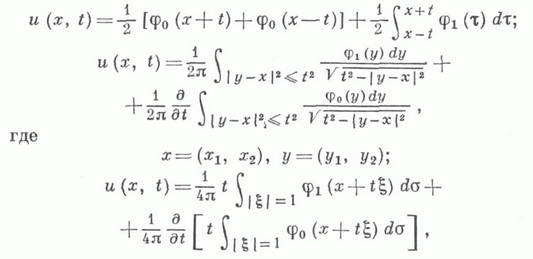 u (x, t)=1/2 [φ₀ (x+t)+φ₀ (x—t)]+1/2 ∫_{x—t}^{x+t} φ₁ (τ) dτ;
u (x, t)=1/2π ∫_{|y—x|²⩽t²} φ₁ (y) dy / √(t²—|y—x|²) +
+ 1/2π ∂/∂t ∫_{|y—x|²⩽t²} φ₀ (y) dy / √(t²—|y—x|²) ,
где
x=(x₁, x₂), y=(y₁, y₂);
u (x, t)=1/4π t ∫_{|ξ|=1} φ₁ (x+tξ) dσ+
+ 1/4π ∂/∂t [ t ∫_{|ξ|=1} φ₀ (x+tξ) dσ ] ,